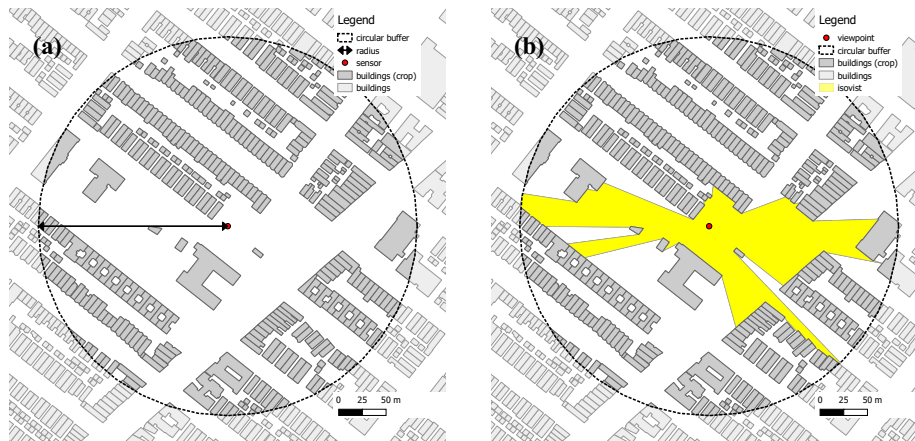 (a)
Legend
circular buffer
radius
sensor
buildings (crop)
buildings
0 25 50 m
(b)
Legend
viewpoint
circular buffer
buildings (crop)
buildings
isovist
0 25 50 m